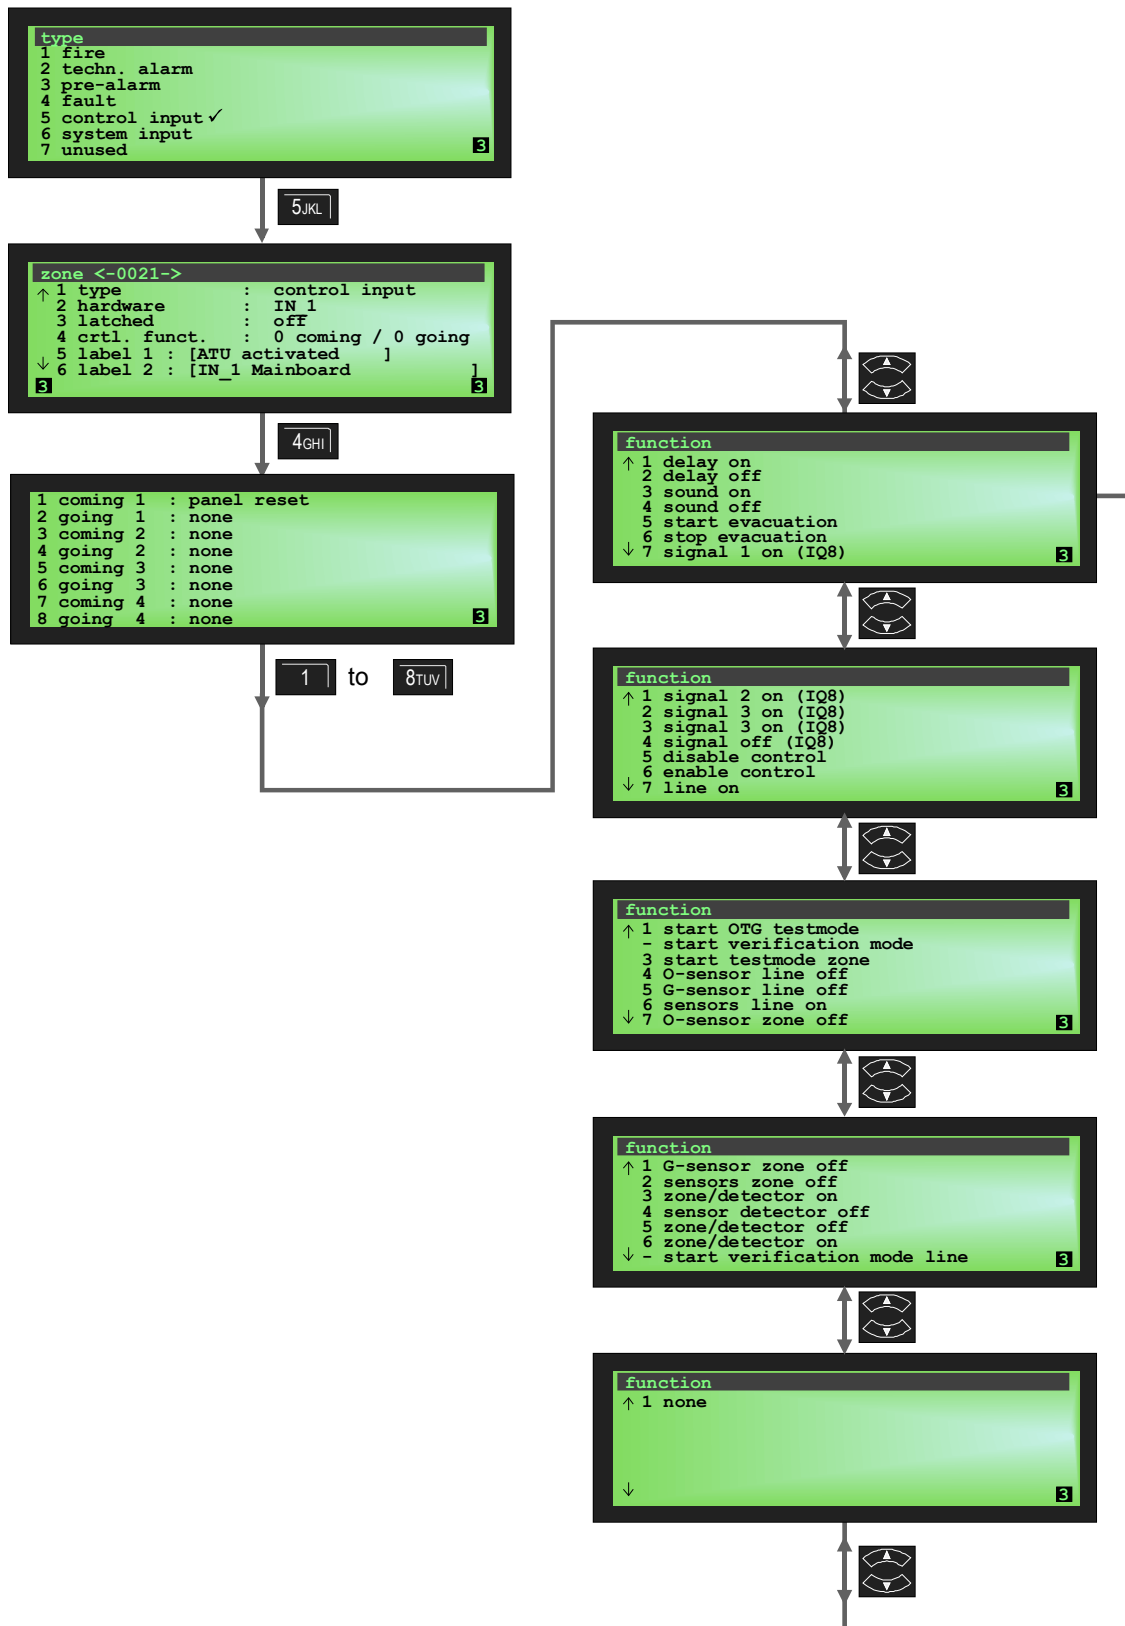 type
1 fire
2 techn. alarm
3 pre-alarm
4 fault
5 control input ✓
6 system input
7 unused
3
5JKL
zone <-0021->
↑ 1 type : control input
2 hardware : IN_1
3 latched : off
4 crtl. funct. : 0 coming / 0 going
5 label 1 : [ATU activated ]
↓ 6 label 2 : [IN_1 Mainboard ]
3 3
4GHI
1 coming 1 : panel reset
2 going 1 : none
3 coming 2 : none
4 going 2 : none
5 coming 3 : none
6 going 3 : none
7 coming 4 : none
8 going 4 : none
3
1 to 8TUV
function
↑ 1 delay on
2 delay off
3 sound on
4 sound off
5 start evacuation
6 stop evacuation
↓ 7 signal 1 on (IQ8)
3
function
↑ 1 signal 2 on (IQ8)
2 signal 3 on (IQ8)
3 signal 3 on (IQ8)
4 signal off (IQ8)
5 disable control
6 enable control
↓ 7 line on
3
function
↑ 1 start OTG testmode
- start verification mode
3 start testmode zone
4 O-sensor line off
5 G-sensor line off
6 sensors line on
↓ 7 O-sensor zone off
3
function
↑ 1 G-sensor zone off
2 sensors zone off
3 zone/detector on
4 sensor detector off
5 zone/detector off
6 zone/detector on
↓ - start verification mode line
3
function
↑ 1 none
↓
3